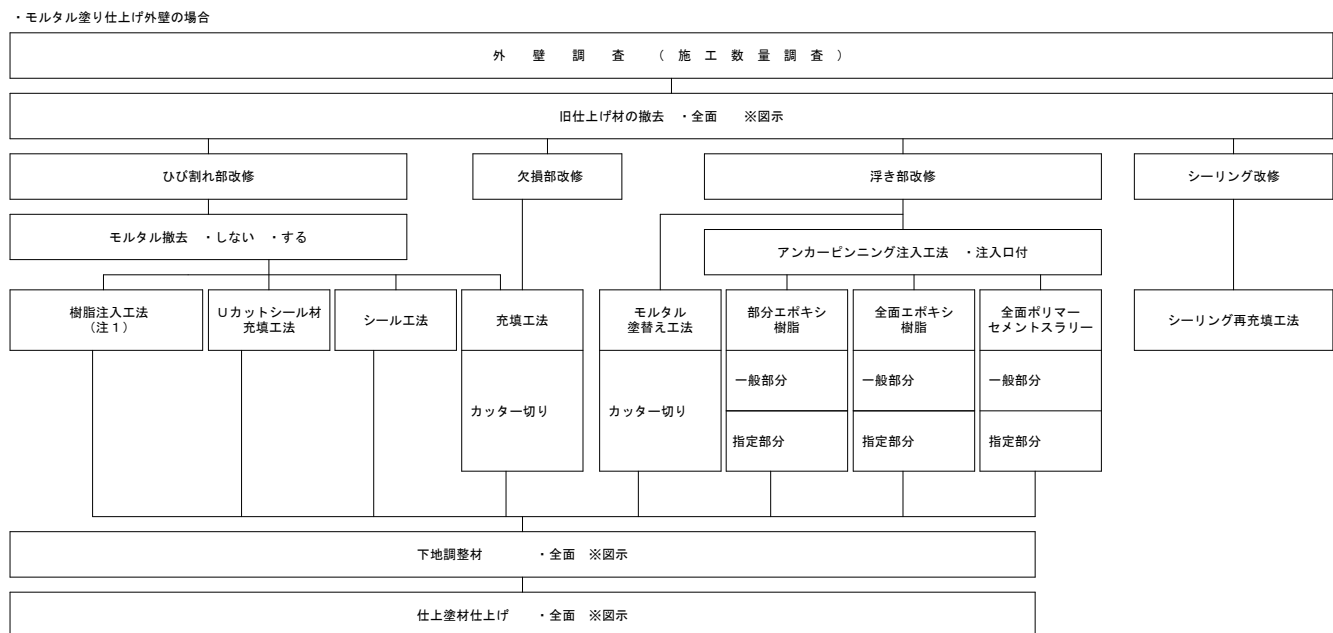 ・モルタル塗り仕上げ外壁の場合
外 壁 調 査 （ 施 工 数 量 調 査 ）
旧仕上げ材の撤去 ・全面 ※図示
ひび割れ部改修
欠損部改修
浮き部改修
シーリング改修
モルタル撤去 ・しない ・する
アンカーピンニング注入工法 ・注入口付
樹脂注入工法
（注１）
Ｕカットシール材
充填工法
シール工法
充填工法
モルタル
塗替え工法
部分エポキシ
樹脂
全面エポキシ
樹脂
全面ポリマー
セメントスラリー
シーリング再充填工法
カッター切り
カッター切り
一般部分
一般部分
一般部分
指定部分
指定部分
指定部分
下地調整材 ・全面 ※図示
仕上塗材仕上げ ・全面 ※図示